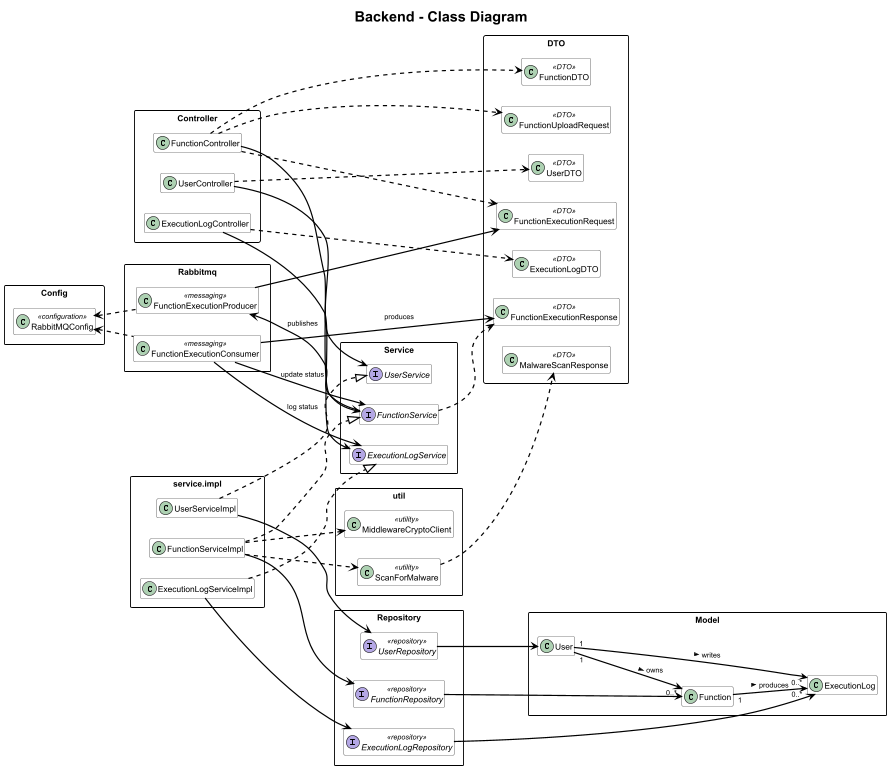 Backend - Class Diagram
DTO
C
«DTO»
FunctionDTO
C
«DTO»
FunctionUploadRequest
C
«DTO»
UserDTO
C
«DTO»
FunctionExecutionRequest
C
«DTO»
ExecutionLogDTO
C
«DTO»
FunctionExecutionResponse
C
«DTO»
MalwareScanResponse
Controller
C FunctionController
C UserController
C ExecutionLogController
Rabbitmq
C
«messaging»
FunctionExecutionProducer
C
«messaging»
FunctionExecutionConsumer
Config
C
«configuration»
RabbitMQConfig
publishes
produces
update status
log status
Service
I UserService
I FunctionService
I ExecutionLogService
service.impl
C UserServiceImpl
C FunctionServiceImpl
C ExecutionLogServiceImpl
util
C
«utility»
MiddlewareCryptoClient
C
«utility»
ScanForMalware
Repository
I
«repository»
UserRepository
I
«repository»
FunctionRepository
I
«repository»
ExecutionLogRepository
Model
C User
1
1
writes
owns
0..*
C Function
1
produces
0..*
0..*
C ExecutionLog